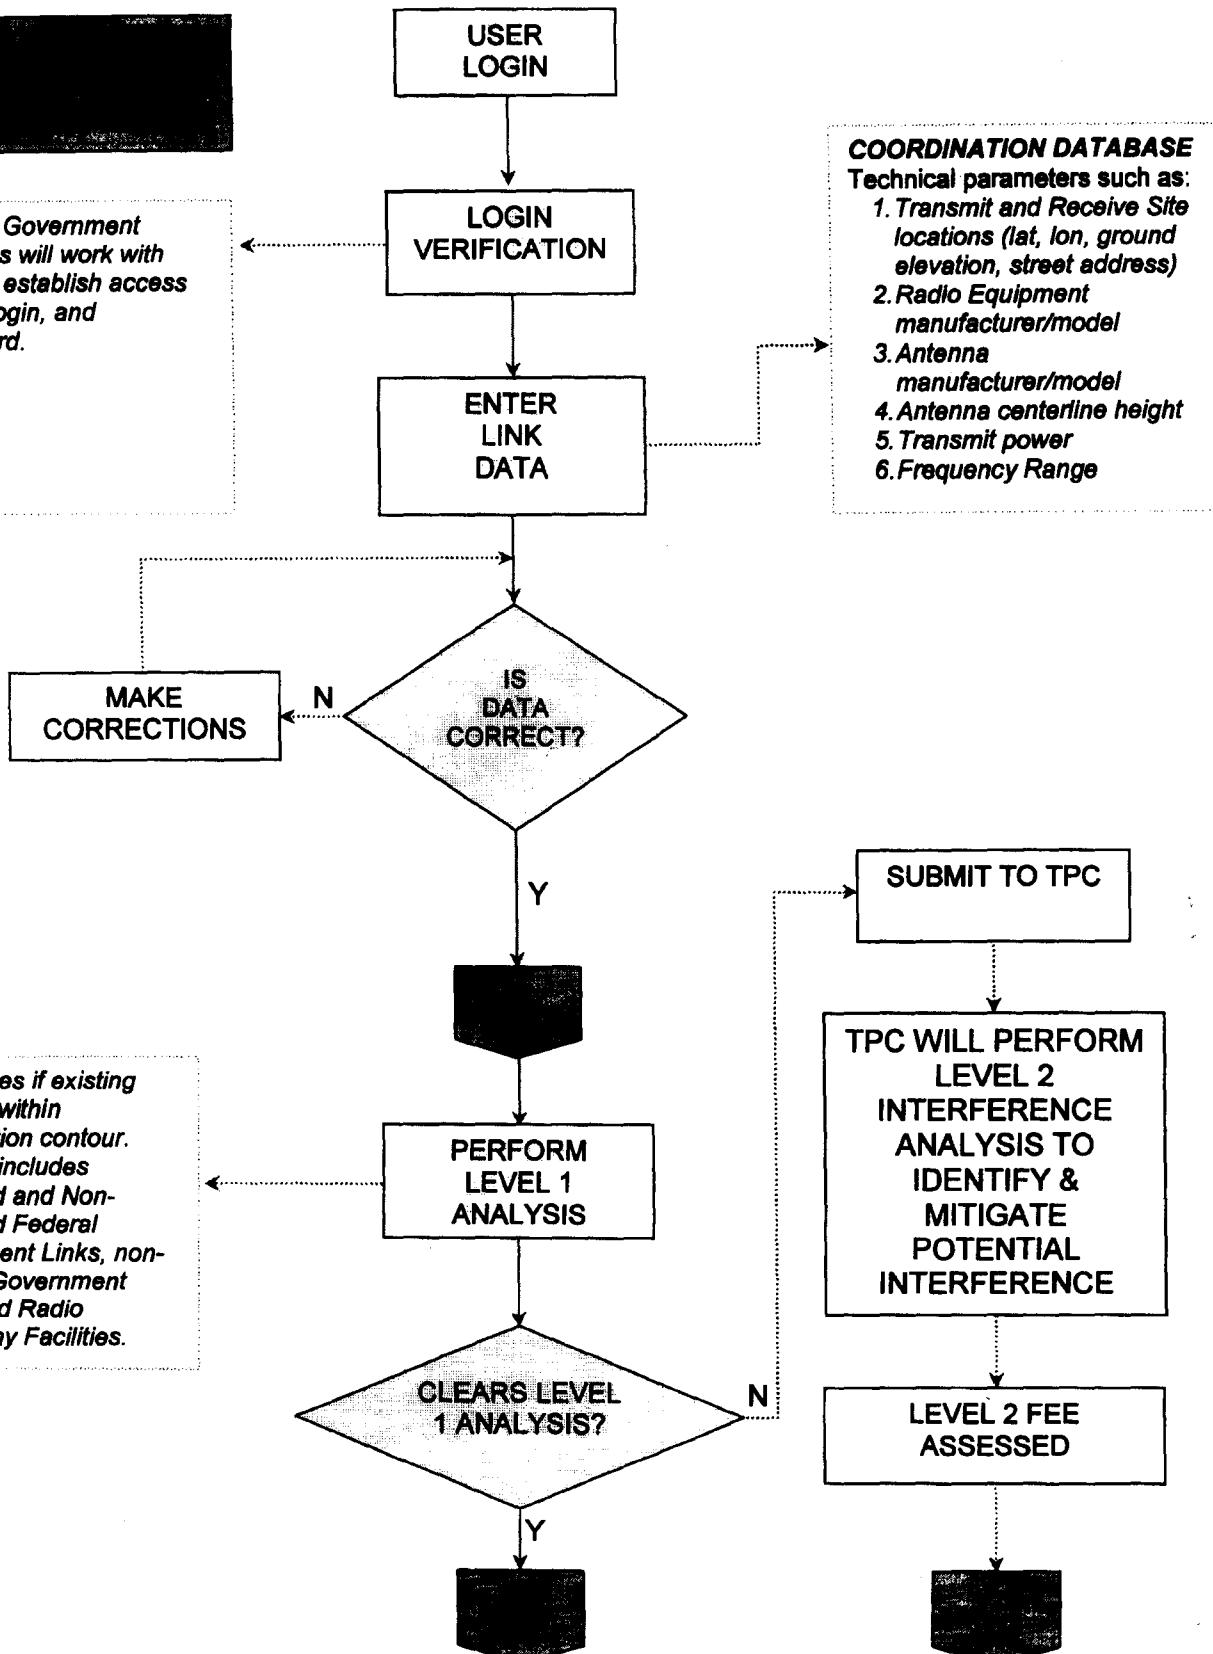 USER
LOGIN
LOGIN
VERIFICATION
Government
s will work with
establish access
ogin, and
rd.
COORDINATION DATABASE
Technical parameters such as:
1. Transmit and Receive Site
locations (lat, lon, ground
elevation, street address)
2. Radio Equipment
manufacturer/model
3. Antenna
manufacturer/model
4. Antenna centerline height
5. Transmit power
6. Frequency Range
ENTER
LINK
DATA
MAKE
CORRECTIONS
N
IS
DATA
CORRECT?
Y
SUBMIT TO TPC
TPC WILL PERFORM
LEVEL 2
INTERFERENCE
ANALYSIS TO
IDENTIFY &
MITIGATE
POTENTIAL
INTERFERENCE
es if existing
within
tion contour.
includes
d and Non-
d Federal
ent Links, non-
Government
d Radio
ny Facilities.
PERFORM
LEVEL 1
ANALYSIS
CLEARS LEVEL
1 ANALYSIS?
N
LEVEL 2 FEE
ASSESSED
Y